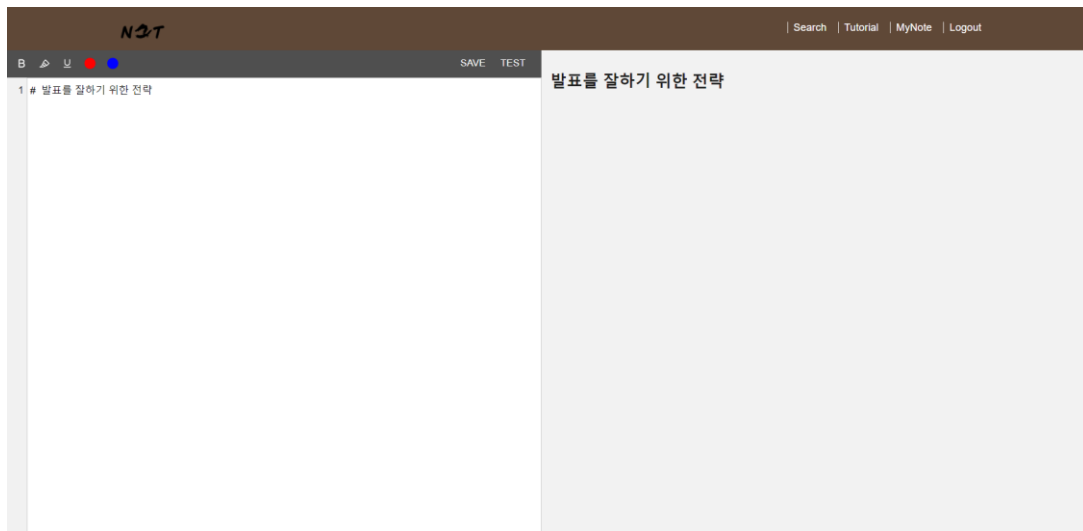 N2T
| Search | Tutorial | MyNote | Logout
B U SAVE TEST
1 # 발표를 잘하기 위한 전략
발표를 잘하기 위한 전략